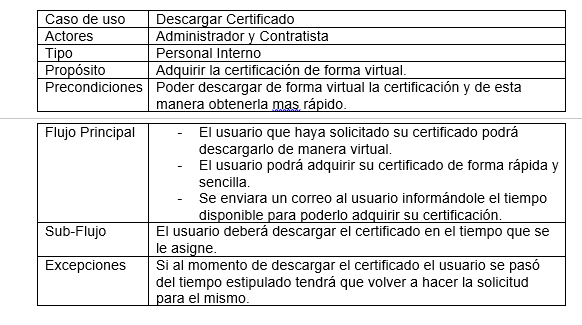 Caso de uso Descargar Certificado
Actores Administrador y Contratista
Tipo Personal Interno
Propósito Adquirir la certificación de forma virtual.
Precondiciones Poder descargar de forma virtual la certificación y de esta
manera obtenerla mas rápido.
Flujo Principal - El usuario que haya solicitado su certificado podrá
descargarlo de manera virtual.
- El usuario podrá adquirir su certificado de forma rápida y
sencilla.
- Se enviara un correo al usuario informándole el tiempo
disponible para poderlo adquirir su certificación.
Sub-Flujo El usuario deberá descargar el certificado en el tiempo que se
le asigne.
Excepciones Si al momento de descargar el certificado el usuario se pasó
del tiempo estipulado tendrá que volver a hacer la solicitud
para el mismo.